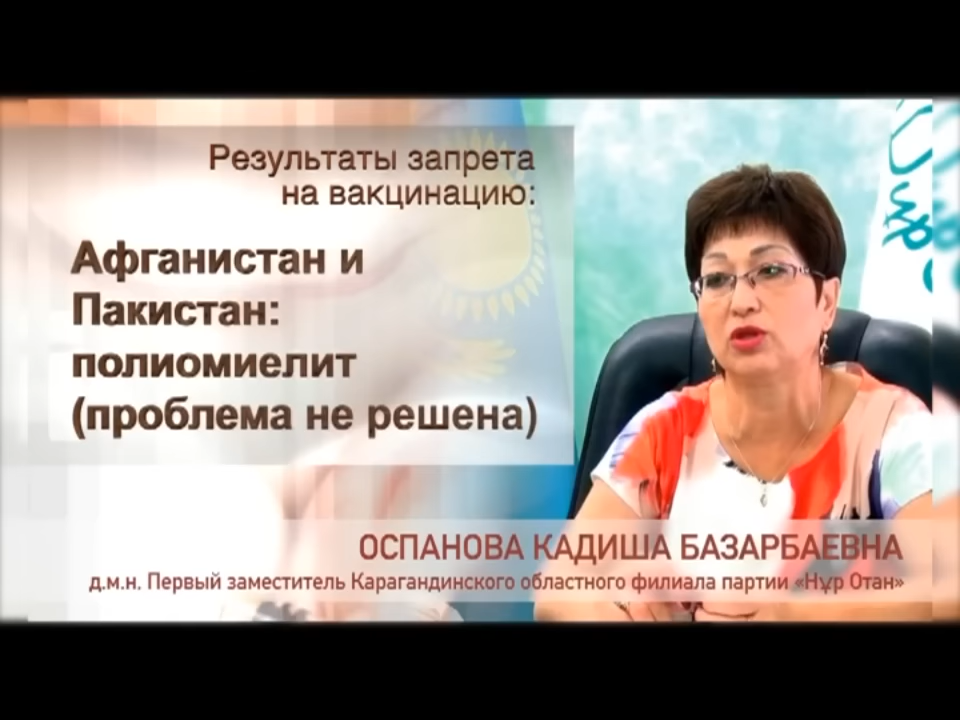 Результаты запрета
на вакцинацию:
Афганистан и
Пакистан:
полиомиелит
(проблема не решена)
ОСПАНОВА КАДИША БАЗАРБАЕВНА
д.м.н. Первый заместитель Карагандинского областного филиала партии «Нұр Отан»